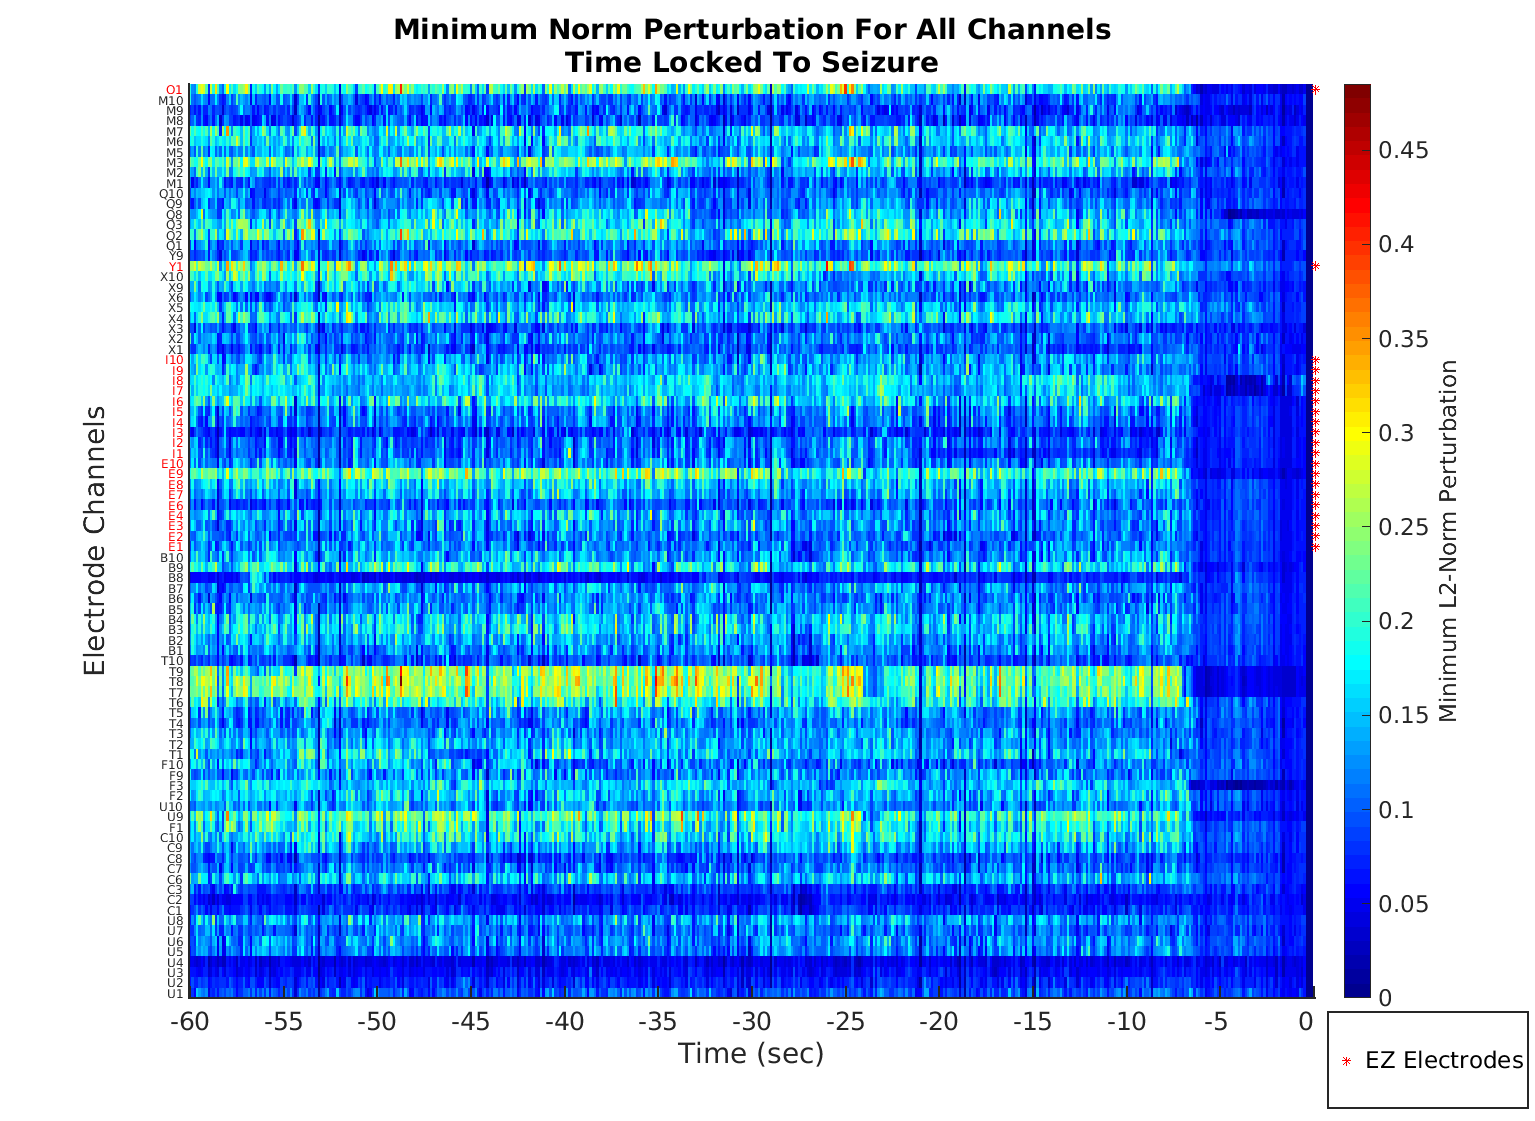 Minimum Norm Perturbation For All Channels
Time Locked To Seizure
Electrode Channels
O1
M10
M9
M8
M7
M6
M5
M3
M2
M1
Q10
Q9
Q8
Q3
Q2
Q1
Y9
Y1
X10
X9
X6
X5
X4
X3
X2
X1
I10
I9
I8
I7
I6
I5
I4
I3
I2
I1
E10
E9
E8
E7
E6
E4
E3
E2
E1
B10
B9
B8
B7
B6
B5
B4
B3
B2
B1
T10
T9
T8
T7
T6
T5
T4
T3
T2
T1
F10
F9
F3
F2
U10
U9
F1
C10
C9
C8
C7
C6
C3
C2
C1
U8
U7
U6
U5
U4
U3
U2
U1
-60 -55 -50 -45 -40 -35 -30 -25 -20 -15 -10 -5 0
Time (sec)
0.45
0.4
0.35
0.3
0.25
0.2
0.15
0.1
0.05
0
Minimum L2-Norm Perturbation
EZ Electrodes